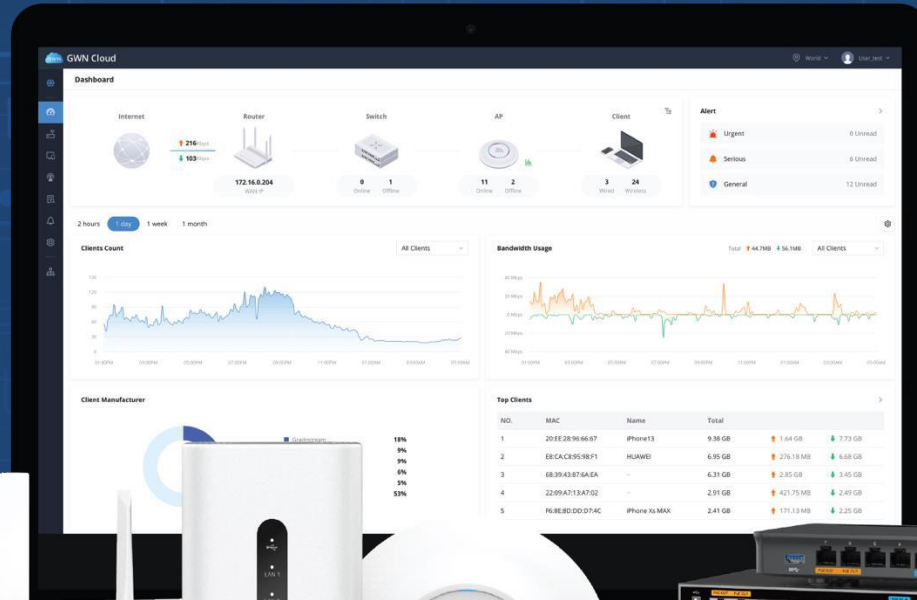 GWN Cloud
World
User_test
Dashboard
Internet
Router
Switch
AP
Client
216
103
172.16.0.204
WAN IP
0 1
Online Offline
11 2
Online Offline
3 24
Wired Wireless
Alert
Urgent 0 Unread
Serious 6 Unread
General 12 Unread
2 hours 1 day 1 week 1 month
Clients Count
All Clients
Bandwidth Usage
Total 44.7MB 56.1MB
All Clients
Client Manufacturer
Grandstream 18%
9%
9%
6%
5%
53%
Top Clients
NO. MAC Name Total
1 20:EE:28:96:66:67 iPhone13 9.38 GB 1.64 GB 7.73 GB
2 E8:CA:C8:95:98:F1 HUAWEI 6.95 GB 276.18 MB 6.68 GB
3 68:39:43:87:6A:EA -- 6.31 GB 2.85 GB 3.45 GB
4 22:09:A7:13:A7:02 -- 2.91 GB 421.75 MB 2.49 GB
5 F6:8E:8D:DD:D7:4C iPhone Xs MAX 2.41 GB 171.13 MB 2.25 GB
LAN 1